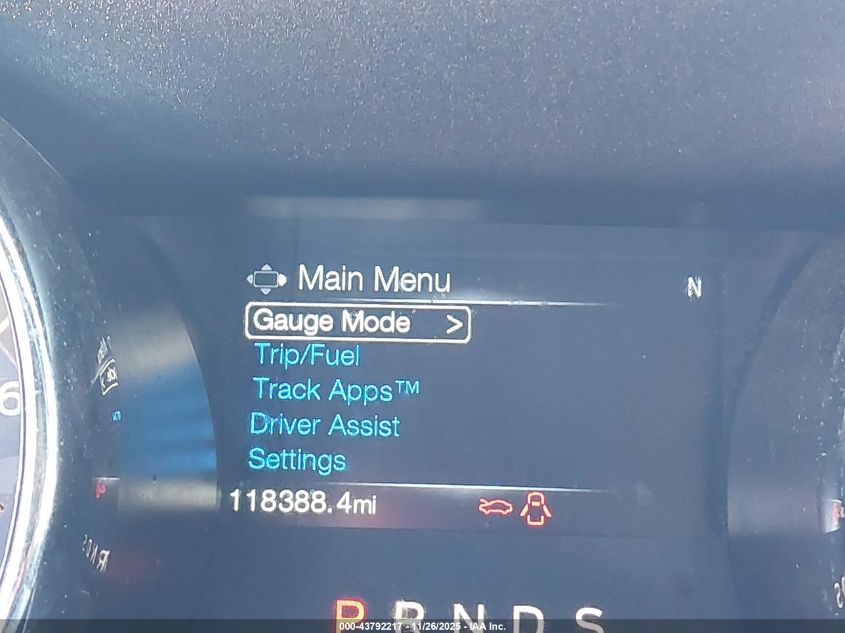 Main Menu
N
Gauge Mode >
Trip/Fuel
Track Apps™
Driver Assist
Settings
118388.4mi
6
P R N D S
000-43792217 - 11/26/2025 - IAA Inc.